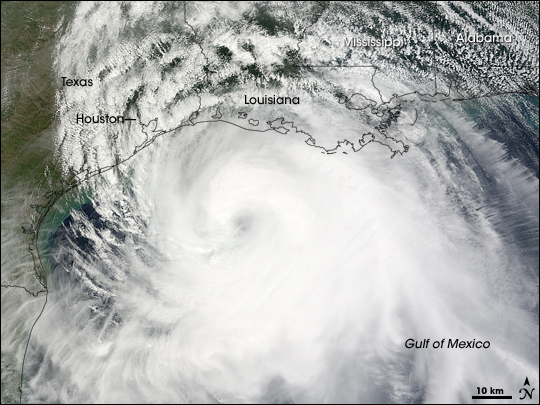 Mississippi
Alabama
Texas
Louisiana
Houston
Gulf of Mexico
10 km
N